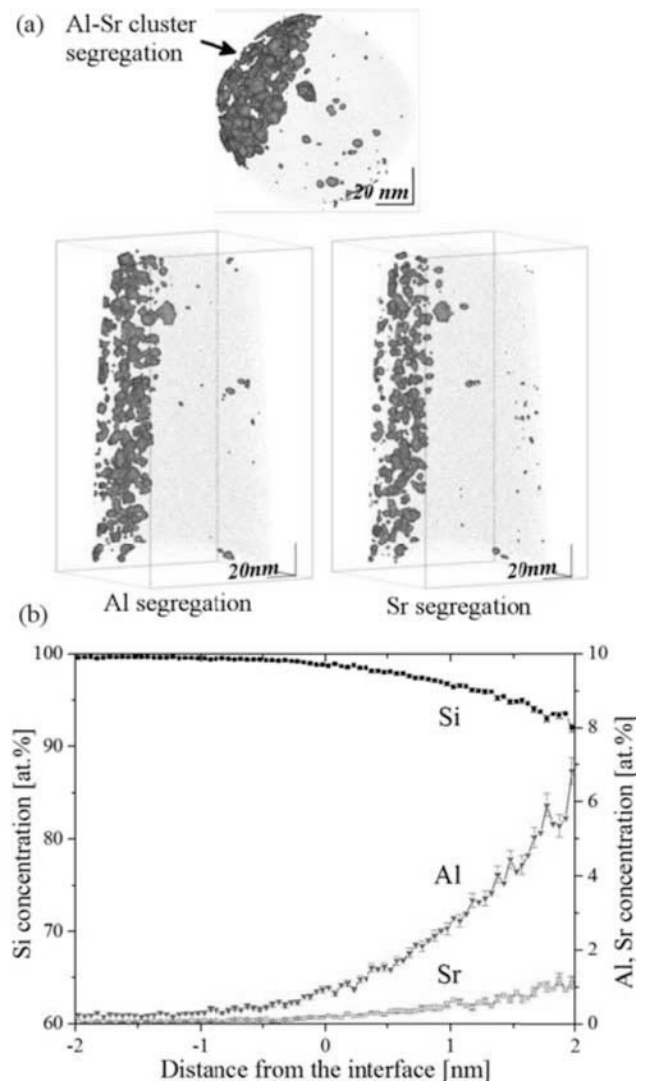 (a)
Al-Sr cluster
segregation
20 nm
20nm
20nm
Al segregation
Sr segregation
(b)
100
90
80
70
60
Si concentration [at.%]
Si
Al
Sr
10
8
6
4
2
0
Al, Sr concentration [at.%]
-2
-1
0
1
2
Distance from the interface [nm]